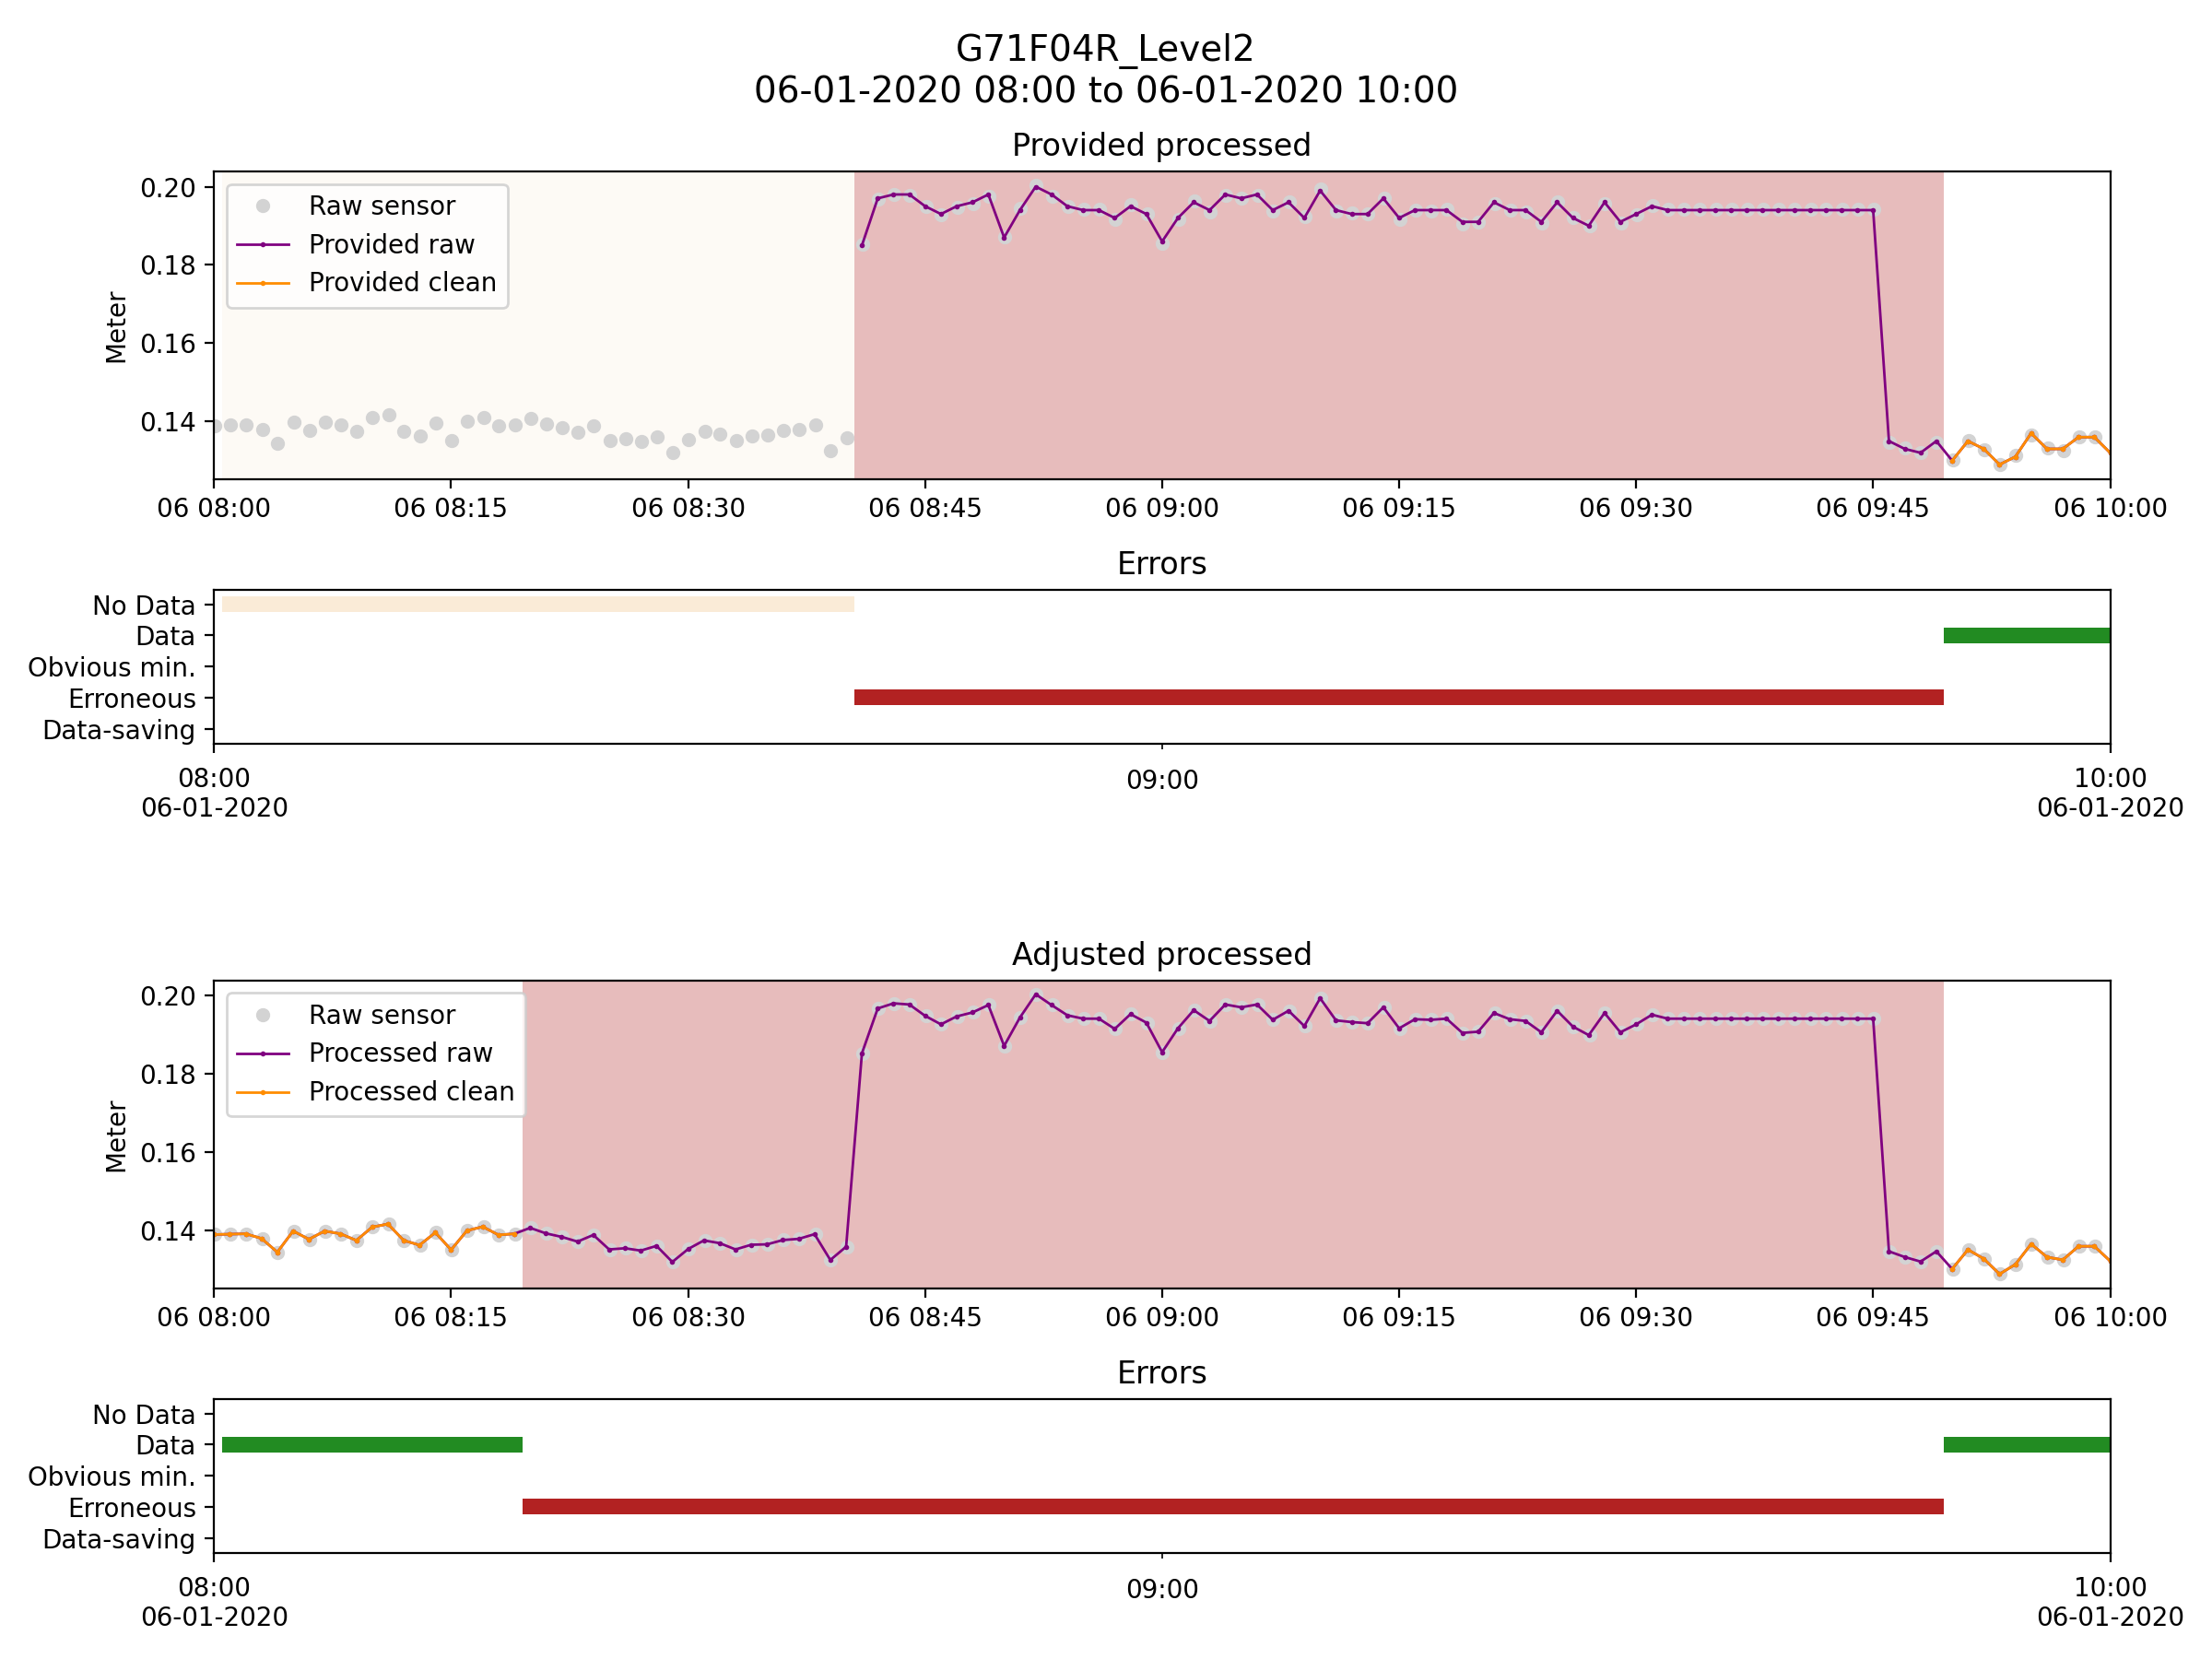 G71F04R_Level2
06-01-2020 08:00 to 06-01-2020 10:00
Provided processed
Meter
0.20
0.18
0.16
0.14
Raw sensor
Provided raw
Provided clean
06 08:00 06 08:15 06 08:30 06 08:45 06 09:00 06 09:15 06 09:30 06 09:45 06 10:00
Errors
No Data
Data
Obvious min.
Erroneous
Data-saving
08:00 09:00 10:00
06-01-2020 06-01-2020
Adjusted processed
Meter
0.20
0.18
0.16
0.14
Raw sensor
Processed raw
Processed clean
06 08:00 06 08:15 06 08:30 06 08:45 06 09:00 06 09:15 06 09:30 06 09:45 06 10:00
Errors
No Data
Data
Obvious min.
Erroneous
Data-saving
08:00 09:00 10:00
06-01-2020 06-01-2020